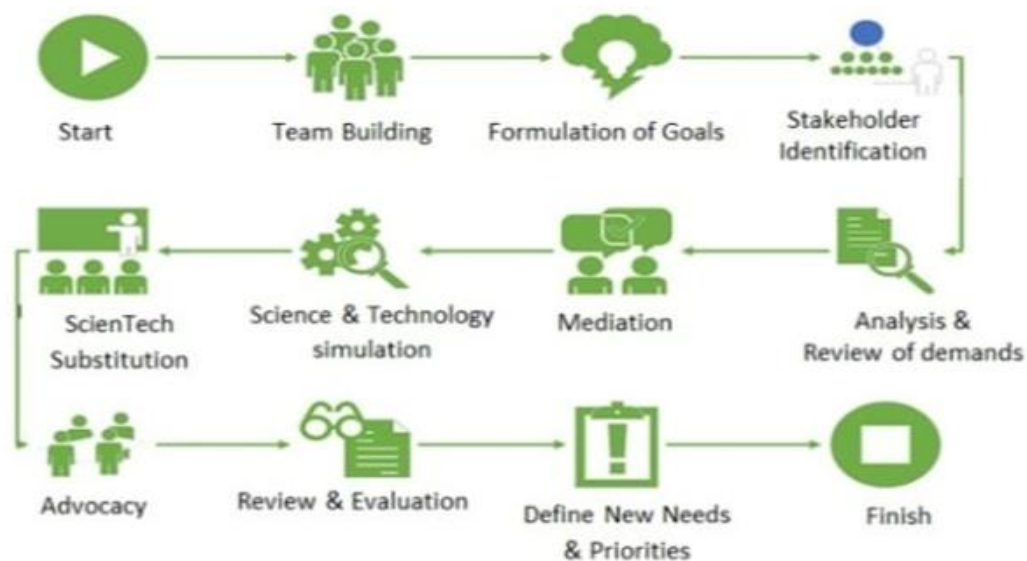 Start
Team Building
Formulation of Goals
Stakeholder
Identification
Analysis &
Review of demands
Mediation
Science & Technology
simulation
ScienTech
Substitution
Advocacy
Review & Evaluation
Define New Needs
& Priorities
Finish